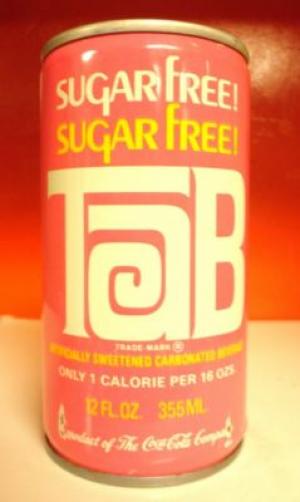 SUGAR FREE!
SUGAR FREE!
TaB
TRADE-MARK ®
ARTIFICIALLY SWEETENED CARBONATED BEVERAGE
ONLY 1 CALORIE PER 16 OZS.
12 FL. OZ. 355 ML
Product of The Coca-Cola Company